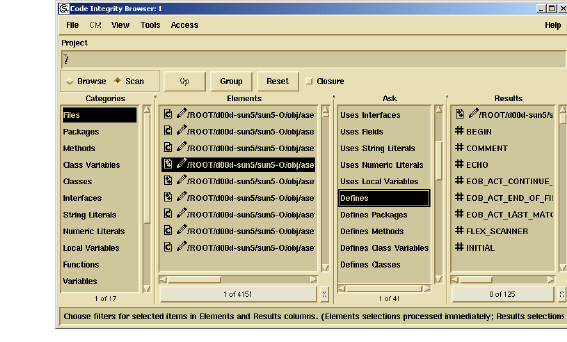 Code Integrity Browser: 1
File CM View Tools Access Help
Project
?
Browse Scan Op Group Reset Closure
Categories Elements Ask Results
Files
Packages
Methods
Class Variables
Classes
Interfaces
String Literals
Numeric Literals
Local Variables
Functions
Variables
1 of 17
/ROOT/d00d-sun5/sun5-O/obj/ase
/ROOT/d00d-sun5/sun5-O/obj/ase
/ROOT/d00d-sun5/sun5-O/obj/ase
/ROOT/d00d-sun5/sun5-O/obj/ase
/ROOT/d00d-sun5/sun5-O/obj/ase
/ROOT/d00d-sun5/sun5-O/obj/ase
/ROOT/d00d-sun5/sun5-O/obj/ase
/ROOT/d00d-sun5/sun5-O/obj/ase
/ROOT/d00d-sun5/sun5-O/obj/ase
1 of 4151
Uses Interfaces
Uses Fields
Uses String Literals
Uses Numeric Literals
Uses Local Variables
Defines
Defines Packages
Defines Methods
Defines Class Variables
Defines Classes
1 of 41
/ROOT/d00d-sun5/s
# BEGIN
# COMMENT
# ECHO
# EOB_ACT_CONTINUE_
# EOB_ACT_END_OF_FI
# EOB_ACT_LAST_MATC
# FLEX_SCANNER
# INITIAL
0 of 125
Choose filters for selected items in Elements and Results columns. (Elements selections processed immediately; Results selections